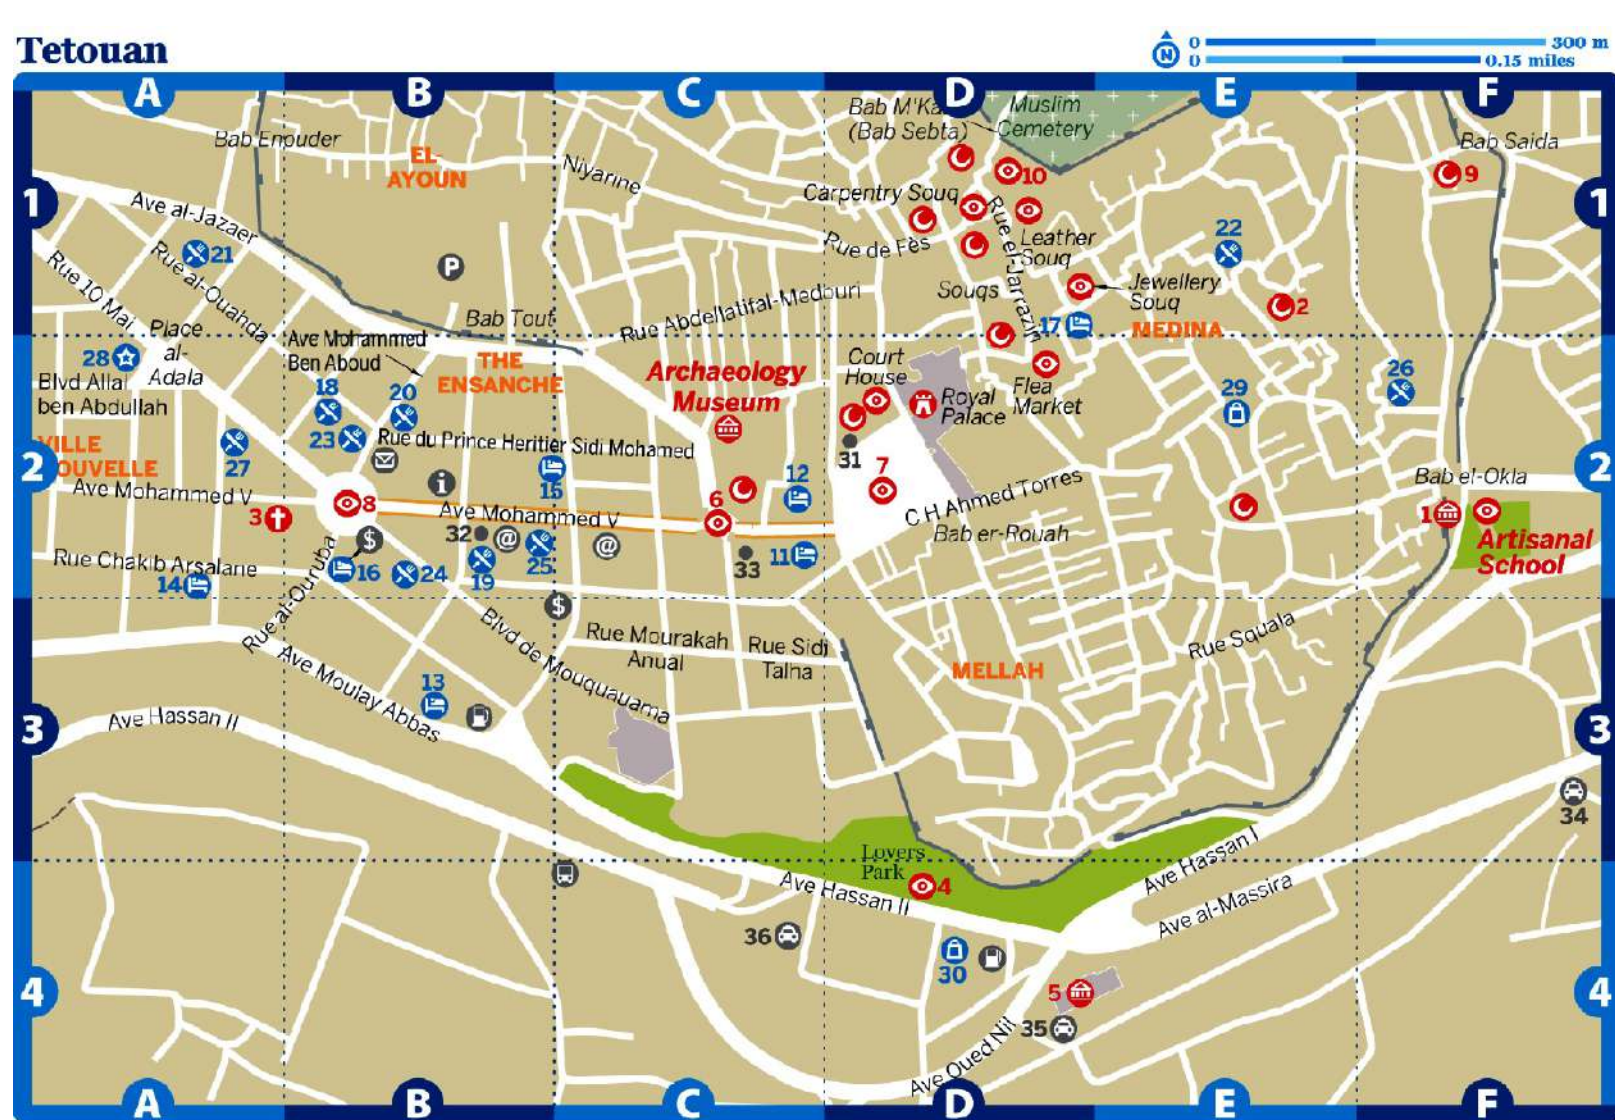 Tetouan
N
0
300 m
0
0.15 miles
A
B
C
D
E
F
1
1
2
2
3
3
4
4
A
B
C
D
E
F
Bab Enouder
EL-
AYOUN
Niyarine
Bab M'Ka
(Bab Sebta)
Muslim
Cemetery
Bab Saida
10
9
Ave al-Jazaer
Carpentry Souq
Rue el-Jarrazin
Rue de Fès
Leather
Souq
22
21
Rue al-Ouahda
Rue 10 Mai
P
Souqs
Jewellery
Souq
2
Rue Abdellatifal-Medouri
17
MEDINA
Bab Tout
Place
al-
Adala
Ave Mohammed
Ben Aboud
28
THE
ENSANCHE
Archaeology
Museum
Court
House
Royal
Palace
Flea
Market
Blvd Allal
ben Abdullah
18
20
26
29
23
Rue du Prince Heritier Sidi Mohamed
VILLE
OUVELLE
27
31
15
12
7
Bab el-Okla
Ave Mohammed V
i
8
3
6
C H Ahmed Torres
Bab er-Rouah
1
Artisanal
School
Ave Mohammed V
32
@
@
$
33
11
25
19
24
16
Rue Chakib Arsalane
14
Rue al-Ouruba
$
Blvd de Mouquauama
Rue Mourakah
Anual
Rue Sidi
Talha
Rue Squala
MELLAH
Ave Moulay Abbas
13
Ave Hassan II
34
Lovers
Park
4
Ave Hassan II
Ave Hassan I
Ave al-Massira
36
30
5
35
Ave Oued Nil